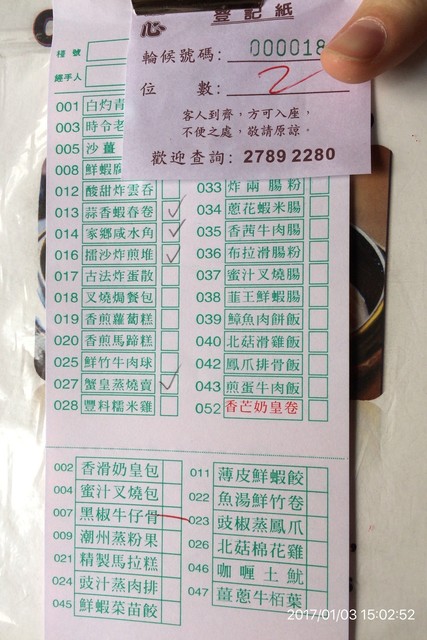 心 登記紙
輪候號碼: 000018
位 數: 2
客人到齊，方可入座，
不便之處，敬請原諒。
歡迎查詢: 2789 2280
棧 號
經手人
001 白灼青
003 時令老
005 沙薑
008 鮮蝦腐
012 酸甜炸雲吞
013 蒜香蝦春卷
014 家鄉咸水角
016 擂沙炸煎堆
017 古法炸蛋散
018 叉燒焗餐包
019 香煎蘿蔔糕
020 香煎馬蹄糕
025 鮮竹牛肉球
027 蟹皇蒸燒賣
028 豐料糯米雞
033 炸兩腸粉
034 蔥花蝦米腸
035 香茜牛肉腸
036 布拉滑腸粉
037 蜜汁叉燒腸
038 韮王鮮蝦腸
039 鱆魚肉餅飯
040 北菇滑雞飯
042 鳳爪排骨飯
043 煎蛋牛肉飯
052 香芒奶皇卷
002 香滑奶皇包
004 蜜汁叉燒包
007 黑椒牛仔骨
009 潮州蒸粉果
021 精製馬拉糕
024 豉汁蒸肉排
045 鮮蝦菜苗餃
011 薄皮鮮蝦餃
022 魚湯鮮竹卷
023 豉椒蒸鳳爪
026 北菇棉花雞
046 咖喱土魷
047 薑蔥牛栢葉
2017/01/03 15:02:52